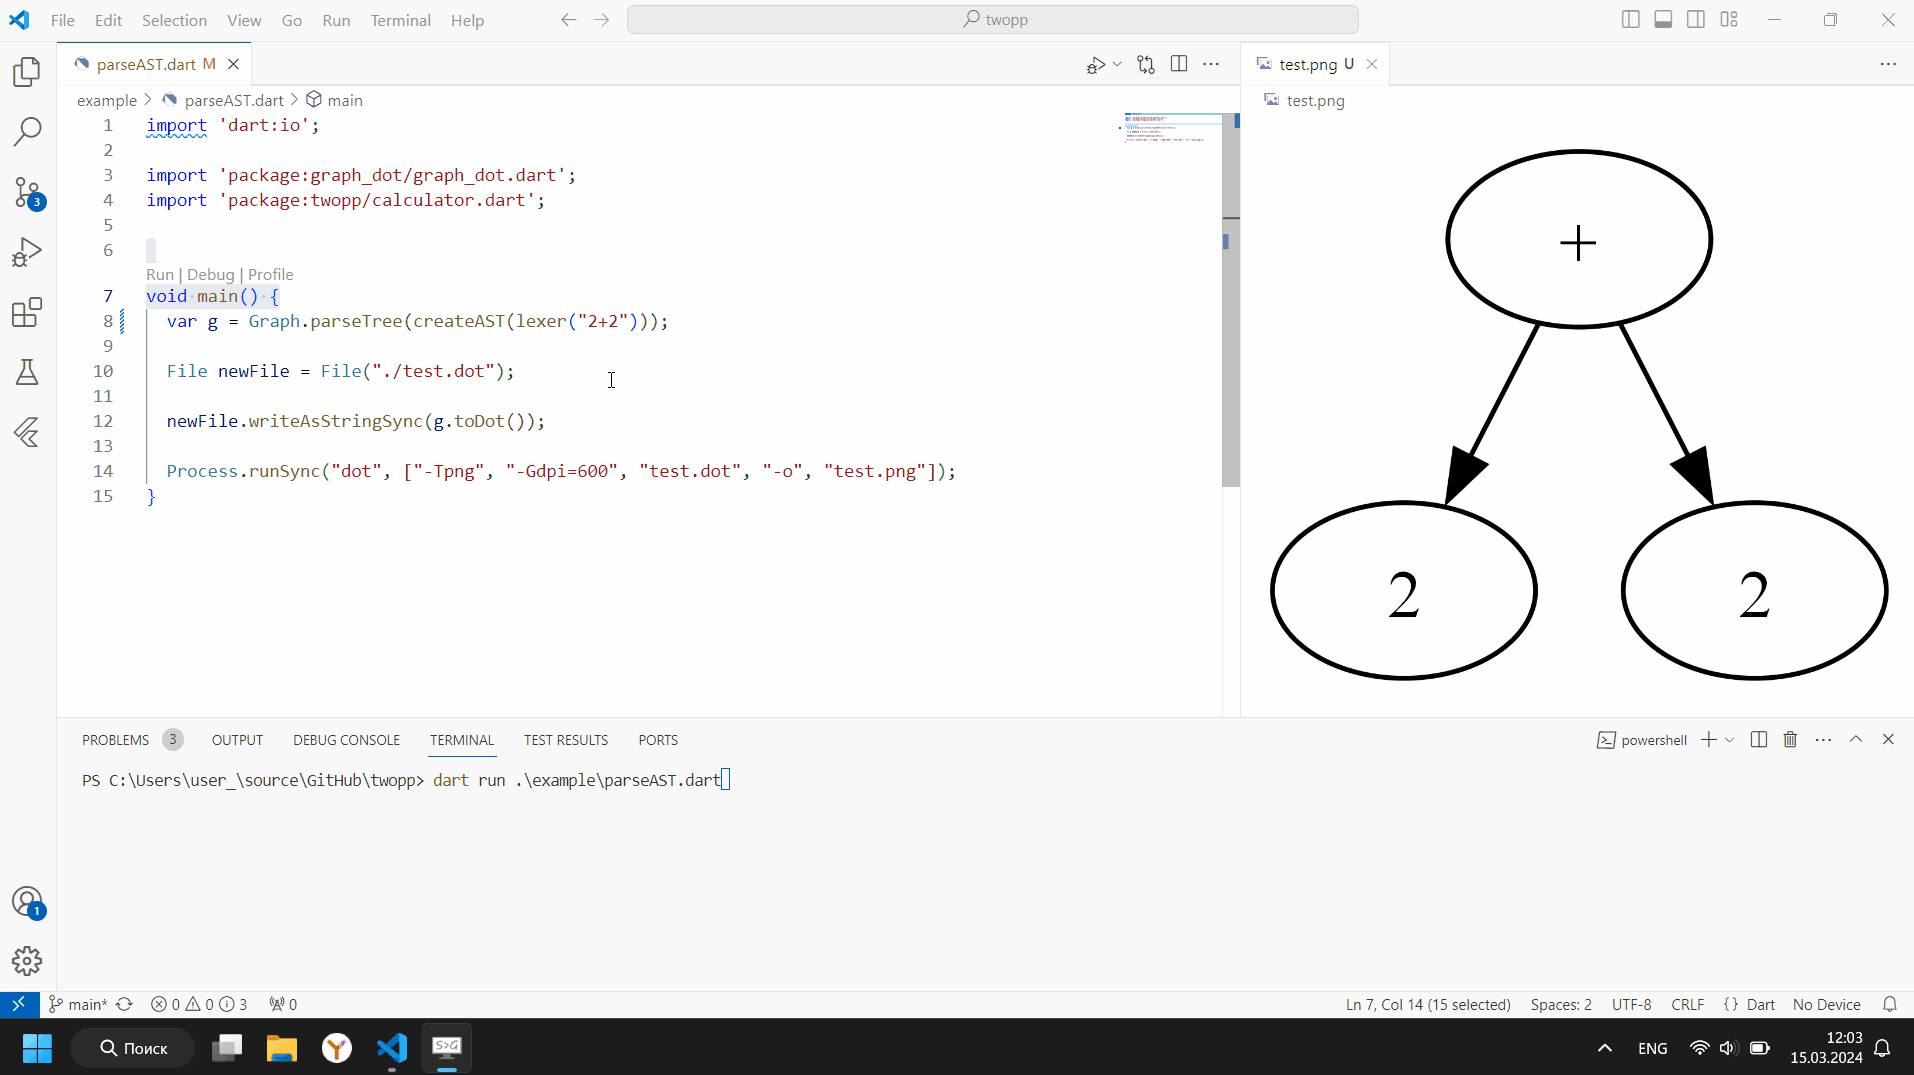 File Edit Selection View Go Run Terminal Help
twopp
parseAST.dart M
test.png U
example > parseAST.dart > main
test.png
1 import 'dart:io';
2
3 import 'package:graph_dot/graph_dot.dart';
4 import 'package:twopp/calculator.dart';
5
6
Run | Debug | Profile
7 void main() {
8 var g = Graph.parseTree(createAST(lexer("2+2")));
9
10 File newFile = File("./test.dot");
11
12 newFile.writeAsStringSync(g.toDot());
13
14 Process.runSync("dot", ["-Tpng", "-Gdpi=600", "test.dot", "-o", "test.png"]);
15 }
+
2 2
3
PROBLEMS 3 OUTPUT DEBUG CONSOLE TERMINAL TEST RESULTS PORTS
powershell
PS C:\Users\user_\source\GitHub\twopp> dart run .\example\parseAST.dart
1
main* 0 0 3 0
Ln 7, Col 14 (15 selected) Spaces: 2 UTF-8 CRLF {} Dart No Device
Поиск
S>G
ENG
12:03
15.03.2024